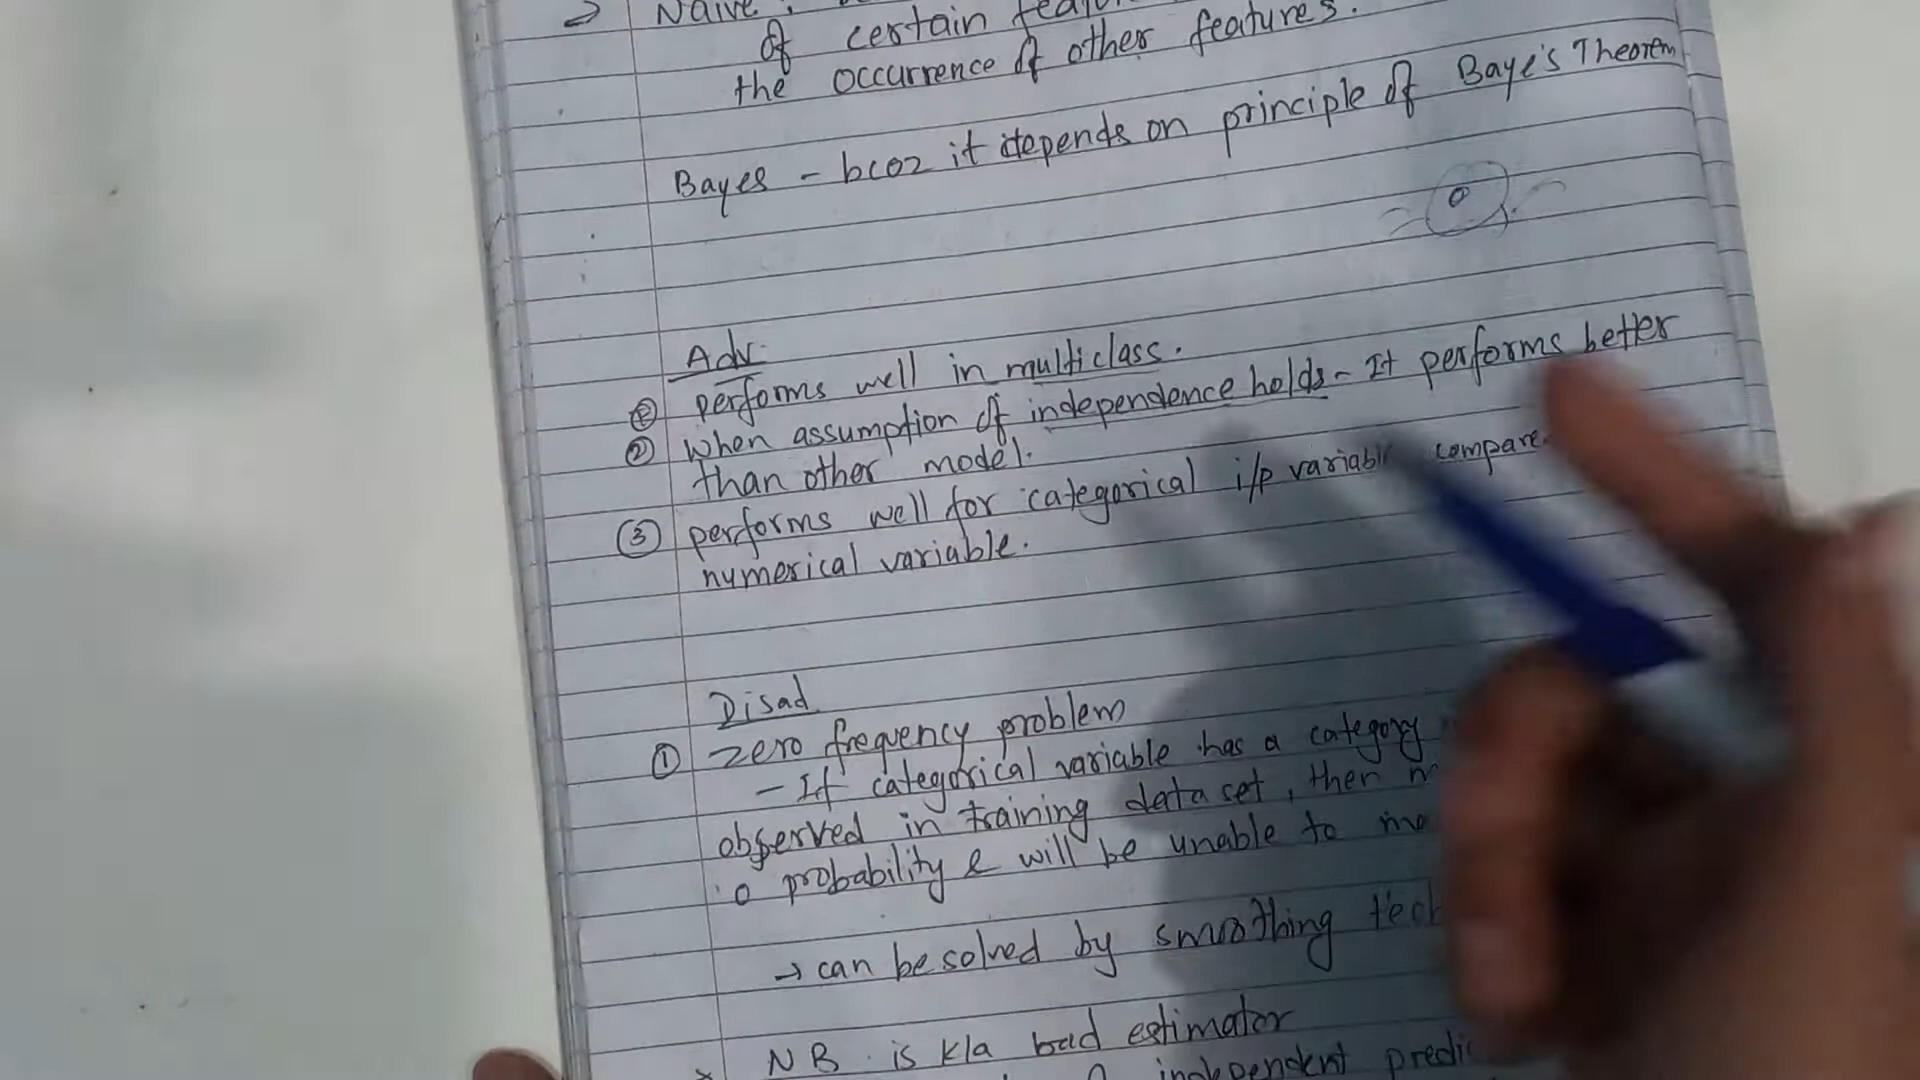 → Naive :
of certain
the occurrence of other features.
Bayes - bcoz it depends on principle of Baye's Theorem
Adv.
① performs well in multiclass.
② when assumption of independence holds - It performs better
than other model.
③ performs well for categorical i/p variable compare
numerical variable.
Disad
① zero frequency problem
- If categorical variable has a category
observed in training data set, then
0 probability & will be unable to
→ can be solved by smoothing
NB is k/a bad estimator
independent